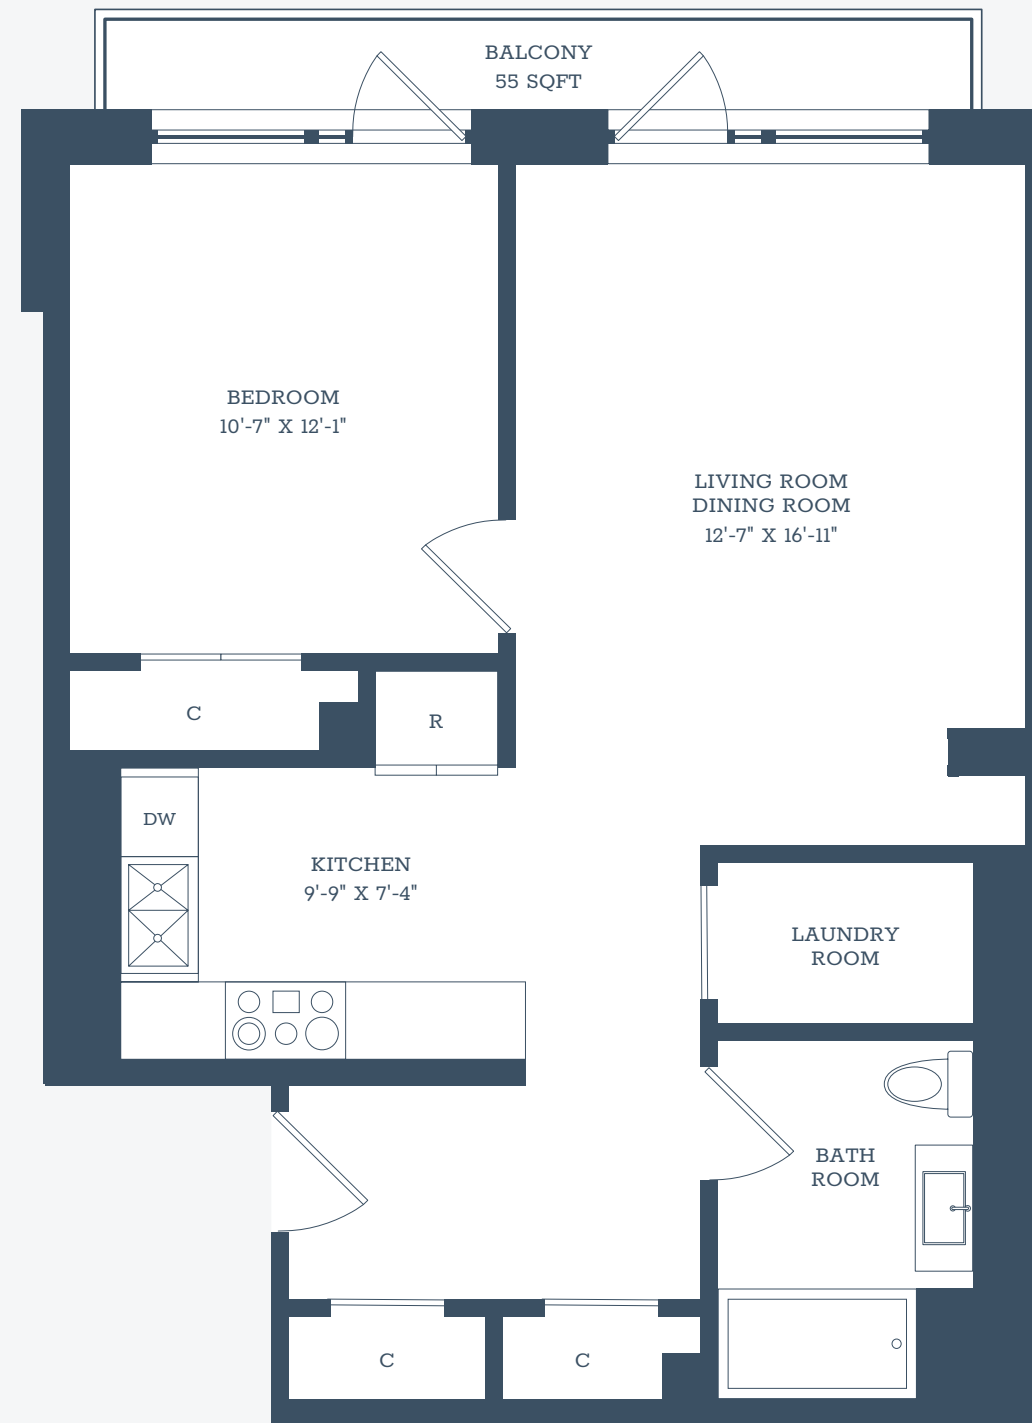 BALCONY
55 SQFT
BEDROOM
10'-7" X 12'-1"
LIVING ROOM
DINING ROOM
12'-7" X 16'-11"
C
R
DW
KITCHEN
9'-9" X 7'-4"
LAUNDRY
ROOM
BATH
ROOM
C
C